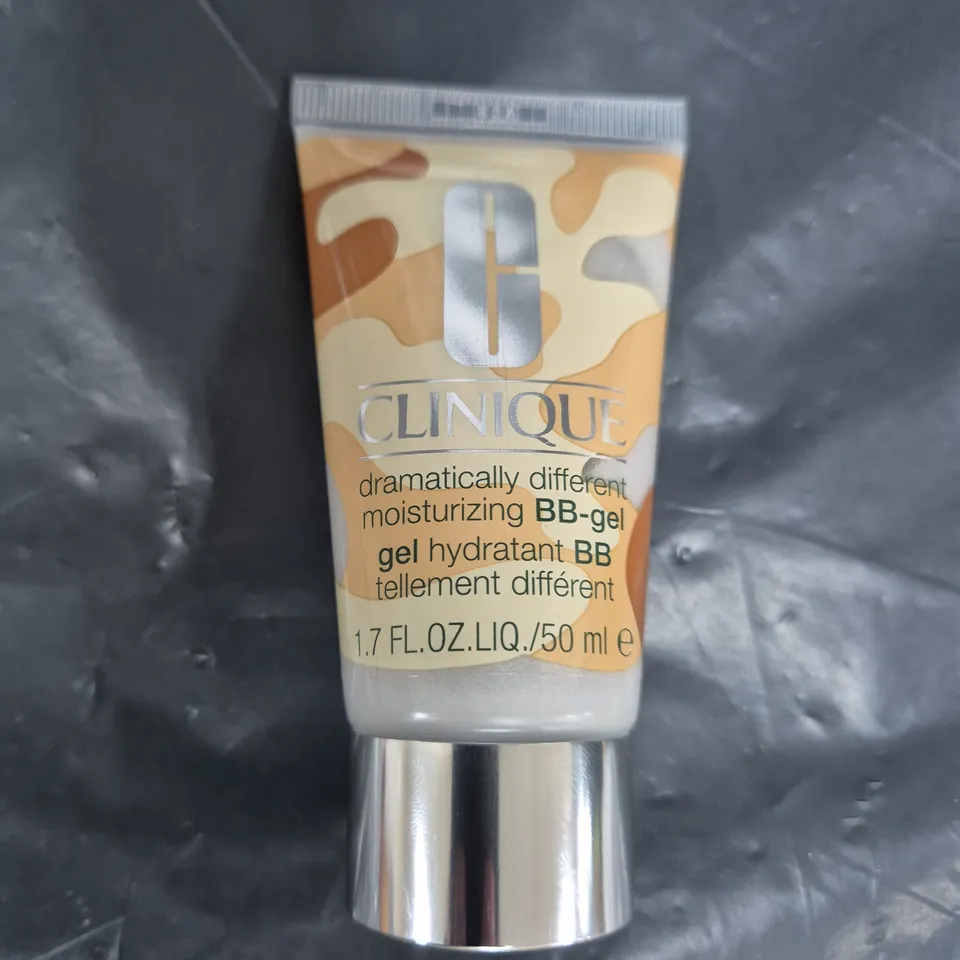 C
CLINIQUE
dramatically different
moisturizing BB-gel
gel hydratant BB
tellement différent
1.7 FL.OZ.LIQ./50 ml e